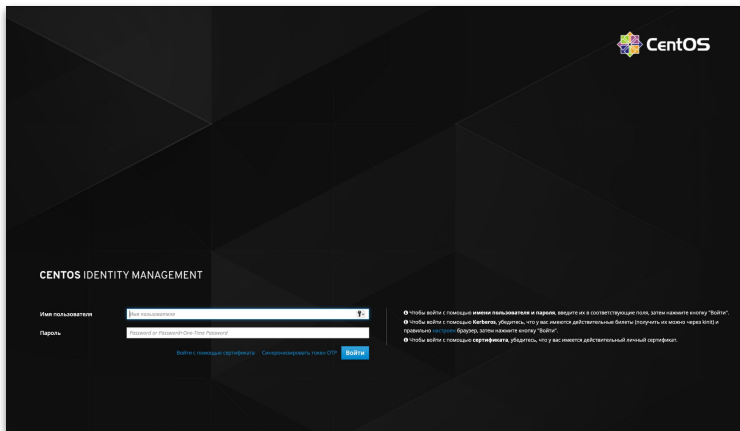 CentOS
CENTOS IDENTITY MANAGEMENT
Имя пользователя
Имя пользователя
Пароль
Password or Password+One-Time Password
Войти с помощью сертификата Синхронизировать токен OTP Войти
Чтобы войти с помощью имени пользователя и пароля, введите их в соответствующие поля, затем нажмите кнопку "Войти".
Чтобы войти с помощью Kerberos, убедитесь, что у вас имеются действительные билеты (получить их можно через kinit) и
правильно настроен браузер, затем нажмите кнопку "Войти".
Чтобы войти с помощью сертификата, убедитесь, что у вас имеется действительный личный сертификат.